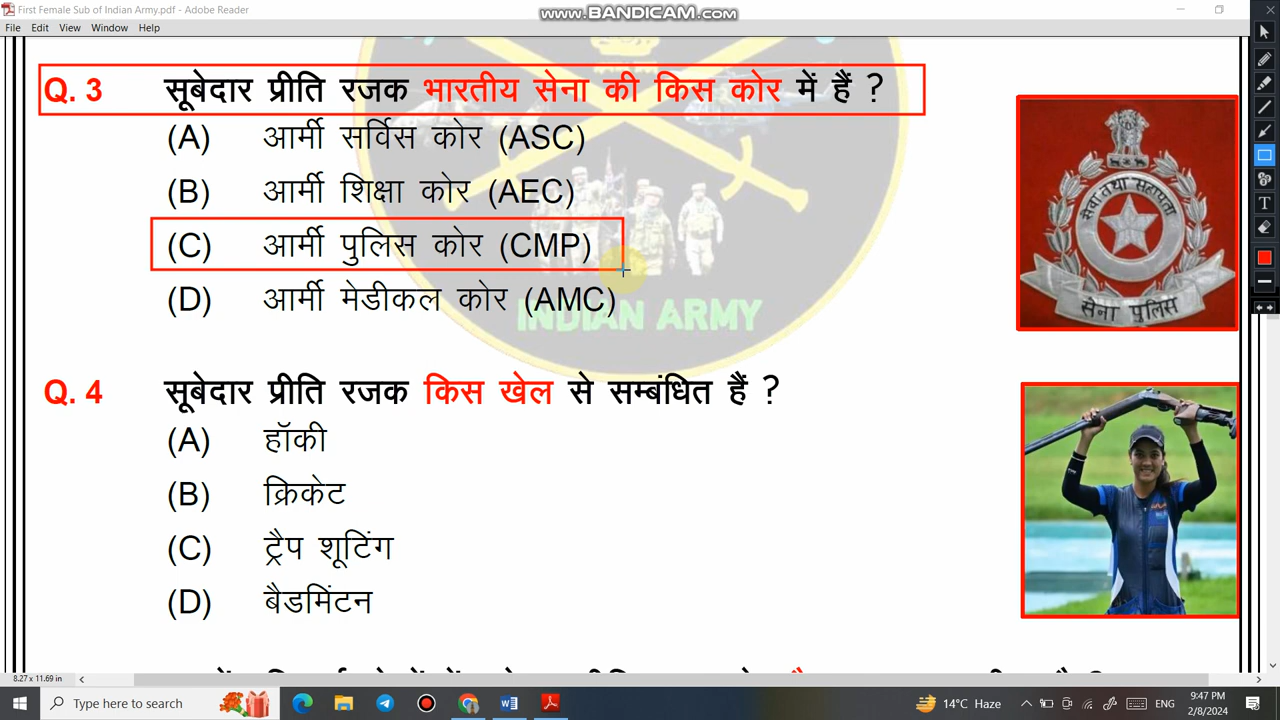 First Female Sub of Indian Army.pdf - Adobe Reader
www.BANDICAM.com
File Edit View Window Help
Q. 3 सूबेदार प्रीति रजक भारतीय सेना की किस कोर में हैं ?
(A) आर्मी सर्विस कोर (ASC)
(B) आर्मी शिक्षा कोर (AEC)
(C) आर्मी पुलिस कोर (CMP)
(D) आर्मी मेडीकल कोर (AMC)
INDIAN ARMY
सेवा तथा सहायता
सेना पुलिस
Q. 4 सूबेदार प्रीति रजक किस खेल से सम्बंधित हैं ?
(A) हॉकी
(B) क्रिकेट
(C) ट्रैप शूटिंग
(D) बैडमिंटन
8.27 x 11.69 in
Type here to search
14°C Haze
ENG
9:47 PM
2/8/2024